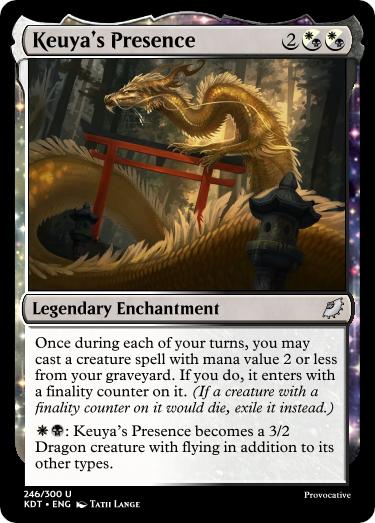 Keuya's Presence 2
Legendary Enchantment
Once during each of your turns, you may
cast a creature spell with mana value 2 or less
from your graveyard. If you do, it enters with
a finality counter on it. (If a creature with a
finality counter on it would die, exile it instead.)
: Keuya's Presence becomes a 3/2
Dragon creature with flying in addition to its
other types.
246/300 U
Provocative
KDT • ENG Tatii Lange